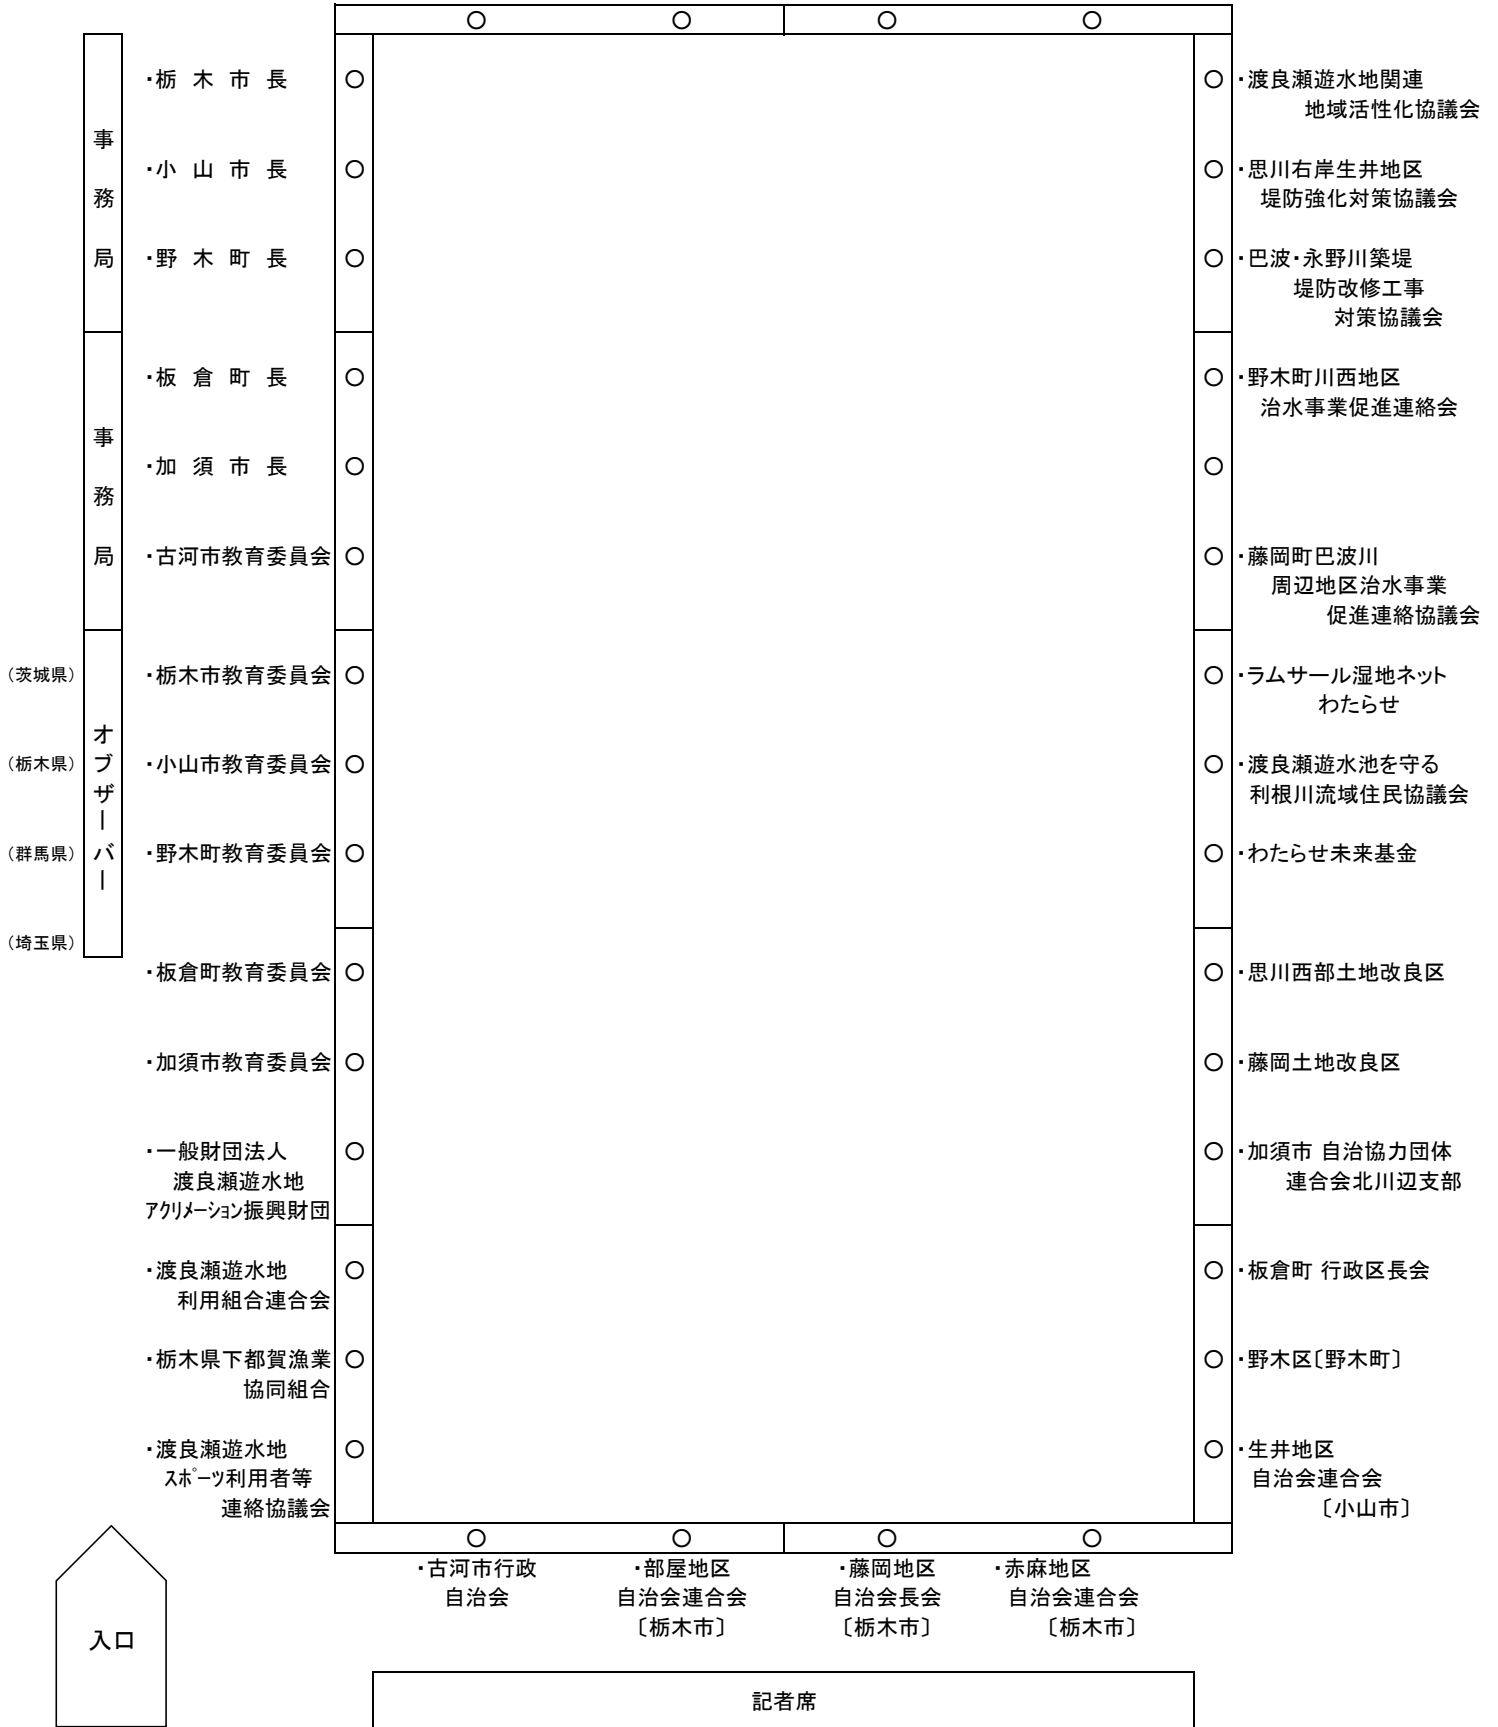 ○ ○ ○ ○
事務局
事務局
オブザーバー
（茨城県）
（栃木県）
（群馬県）
（埼玉県）
・栃 木 市 長 ○
・小 山 市 長 ○
・野 木 町 長 ○
・板 倉 町 長 ○
・加 須 市 長 ○
・古河市教育委員会 ○
・栃木市教育委員会 ○
・小山市教育委員会 ○
・野木町教育委員会 ○
・板倉町教育委員会 ○
・加須市教育委員会 ○
・一般財団法人 ○
渡良瀬遊水地
ｱｸﾘﾒｰｼｮﾝ振興財団
・渡良瀬遊水地 ○
利用組合連合会
・栃木県下都賀漁業 ○
協同組合
・渡良瀬遊水地 ○
ｽﾎﾟｰﾂ利用者等
連絡協議会
○ ・渡良瀬遊水地関連
地域活性化協議会
○ ・思川右岸生井地区
堤防強化対策協議会
○ ・巴波・永野川築堤
堤防改修工事
対策協議会
○ ・野木町川西地区
治水事業促進連絡会
○
○ ・藤岡町巴波川
周辺地区治水事業
促進連絡協議会
○ ・ラムサール湿地ネット
わたらせ
○ ・渡良瀬遊水池を守る
利根川流域住民協議会
○ ・わたらせ未来基金
○ ・思川西部土地改良区
○ ・藤岡土地改良区
○ ・加須市 自治協力団体
連合会北川辺支部
○ ・板倉町 行政区長会
○ ・野木区〔野木町〕
○ ・生井地区
自治会連合会
〔小山市〕
○ ○ ○ ○
・古河市行政
自治会
・部屋地区
自治会連合会
〔栃木市〕
・藤岡地区
自治会長会
〔栃木市〕
・赤麻地区
自治会連合会
〔栃木市〕
入口
記者席